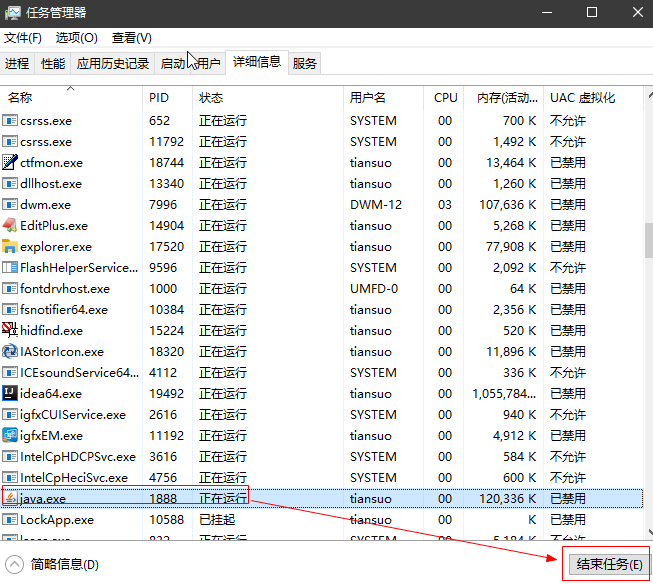 任务管理器
文件(F) 选项(O) 查看(V)
进程 性能 应用历史记录 启动 用户 详细信息 服务
名称 PID 状态 用户名 CPU 内存(活动... UAC 虚拟化
csrss.exe 652 正在运行 SYSTEM 00 700 K 不允许
csrss.exe 11792 正在运行 SYSTEM 00 1,492 K 不允许
ctfmon.exe 18744 正在运行 tiansuo 00 13,464 K 已禁用
dllhost.exe 13340 正在运行 tiansuo 00 1,260 K 已禁用
dwm.exe 7996 正在运行 DWM-12 03 107,636 K 已禁用
EditPlus.exe 14904 正在运行 tiansuo 00 5,268 K 已禁用
explorer.exe 17520 正在运行 tiansuo 00 77,908 K 已禁用
FlashHelperService... 9596 正在运行 SYSTEM 00 2,092 K 不允许
fontdrvhost.exe 1000 正在运行 UMFD-0 00 64 K 已禁用
fsnotifier64.exe 10384 正在运行 tiansuo 00 2,356 K 已禁用
hidfind.exe 15224 正在运行 tiansuo 00 520 K 已禁用
IAStorIcon.exe 18320 正在运行 tiansuo 00 11,896 K 已禁用
ICEsoundService64... 4112 正在运行 SYSTEM 00 336 K 不允许
idea64.exe 19492 正在运行 tiansuo 00 1,055,784... 已禁用
igfxCUIService.exe 2616 正在运行 SYSTEM 00 940 K 不允许
igfxEM.exe 11192 正在运行 tiansuo 00 4,912 K 已禁用
IntelCpHDCPSvc.exe 3616 正在运行 SYSTEM 00 584 K 不允许
IntelCpHeciSvc.exe 4756 正在运行 SYSTEM 00 600 K 不允许
java.exe 1888 正在运行 tiansuo 00 120,336 K 已禁用
LockApp.exe 10588 已挂起 tiansuo 00 K 已禁用
简略信息(D) 结束任务(E)